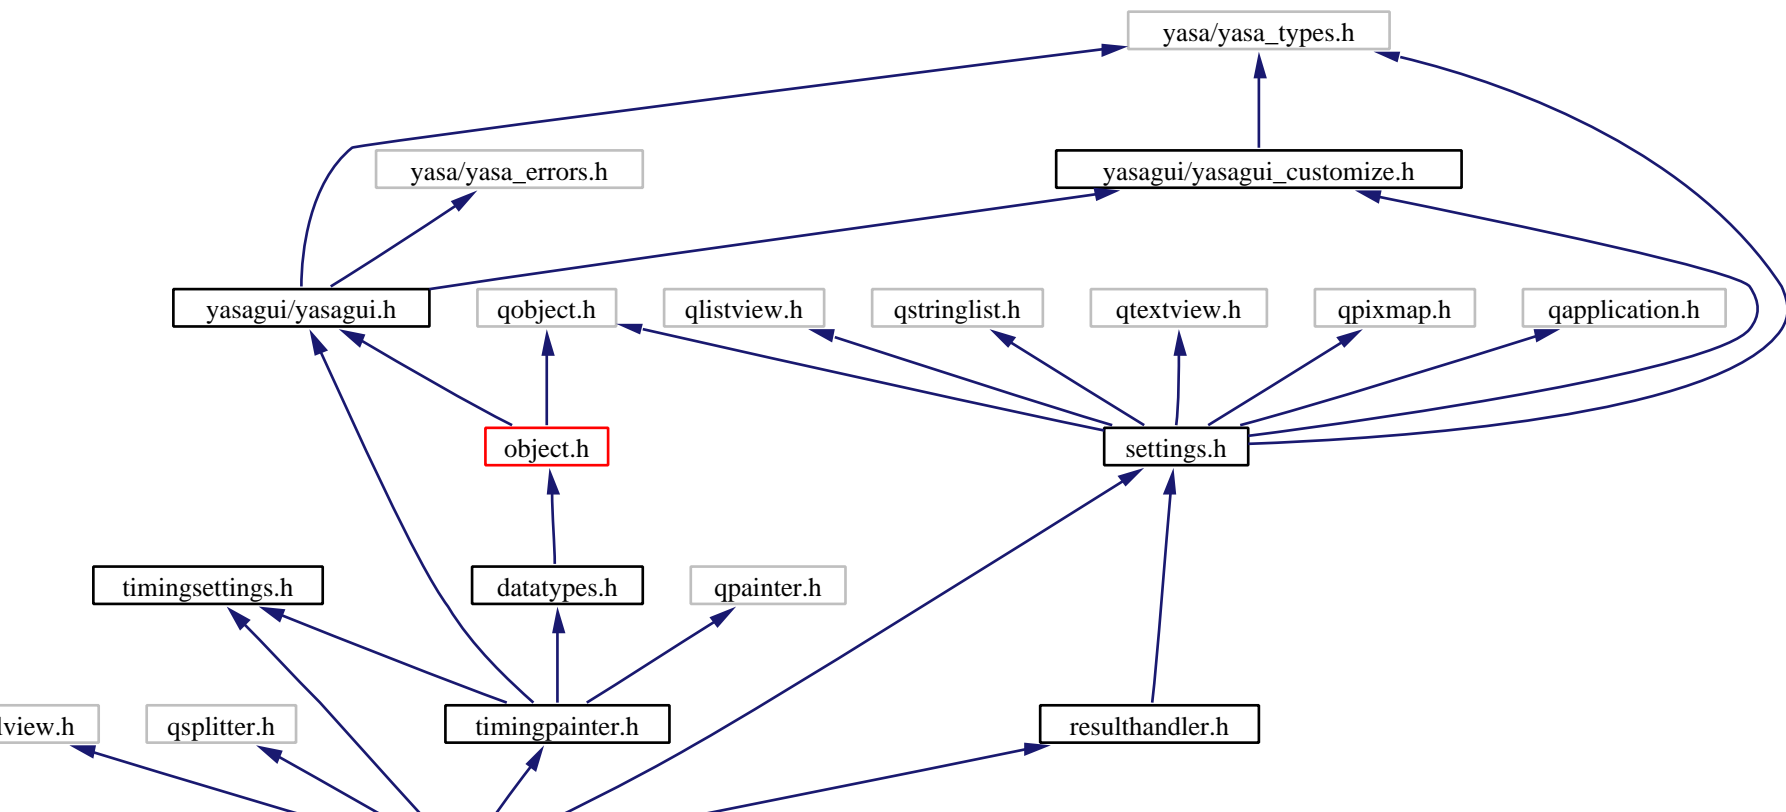 yasa/yasa_types.h
yasa/yasa_errors.h
yasagui/yasagui_customize.h
yasagui/yasagui.h
qobject.h
qlistview.h
qstringlist.h
qtextview.h
qpixmap.h
qapplication.h
object.h
settings.h
timingsettings.h
datatypes.h
qpainter.h
lview.h
qsplitter.h
timingpainter.h
resulthandler.h